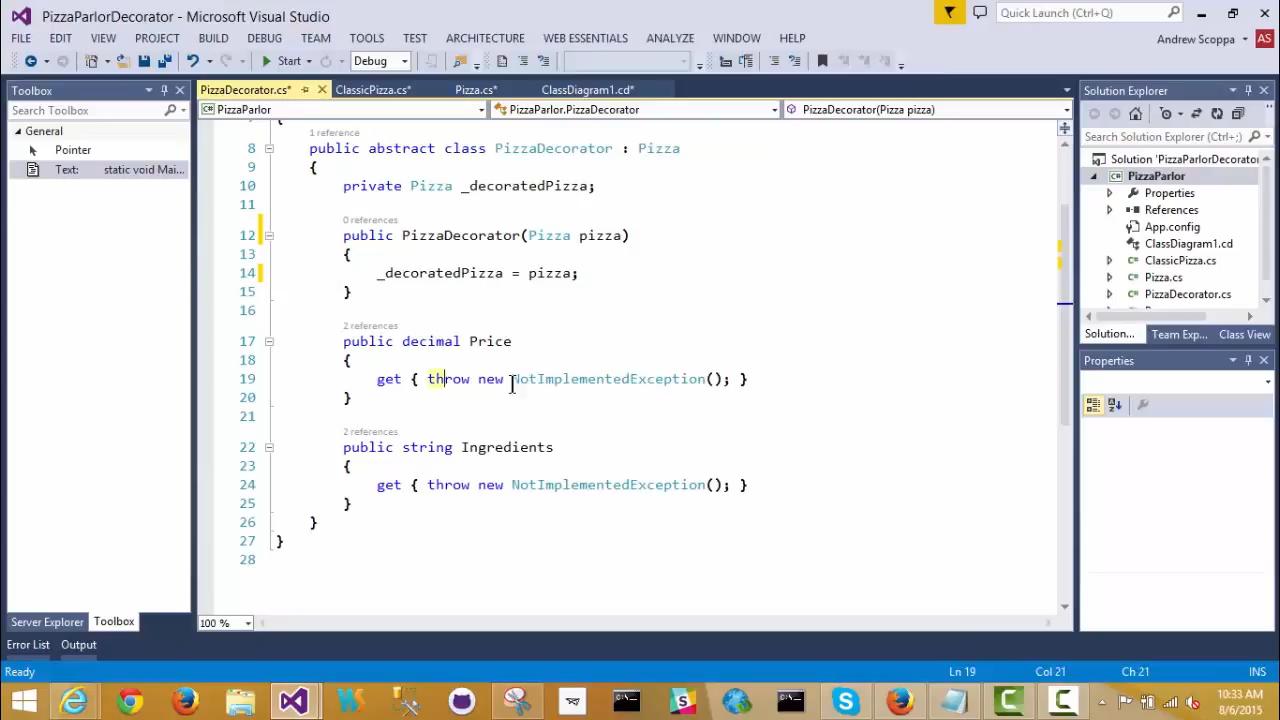 PizzaParlorDecorator - Microsoft Visual Studio
Quick Launch (Ctrl+Q)
FILE EDIT VIEW PROJECT BUILD DEBUG TEAM TOOLS TEST ARCHITECTURE WEB ESSENTIALS ANALYZE WINDOW HELP
Andrew Scoppa AS
Start Debug
Toolbox
PizzaDecorator.cs* ClassicPizza.cs* Pizza.cs* ClassDiagram1.cd*
Solution Explorer
Search Toolbox
PizzaParlor PizzaParlor.PizzaDecorator PizzaDecorator(Pizza pizza)
General
Pointer
Text: static void Mai...
Search Solution Explorer (Ctrl+;)
Solution 'PizzaParlorDecorator
PizzaParlor
Properties
References
App.config
ClassDiagram1.cd
ClassicPizza.cs
Pizza.cs
PizzaDecorator.cs
Solution... Team Exp... Class View
Properties
1 reference
8 public abstract class PizzaDecorator : Pizza
9 {
10 private Pizza _decoratedPizza;
11
0 references
12 public PizzaDecorator(Pizza pizza)
13 {
14 _decoratedPizza = pizza;
15 }
16
2 references
17 public decimal Price
18 {
19 get { throw new NotImplementedException(); }
20 }
21
2 references
22 public string Ingredients
23 {
24 get { throw new NotImplementedException(); }
25 }
26 }
27 }
28
100 %
Server Explorer Toolbox
Error List Output
Ready Ln 19 Col 21 Ch 21 INS
10:33 AM
8/6/2015